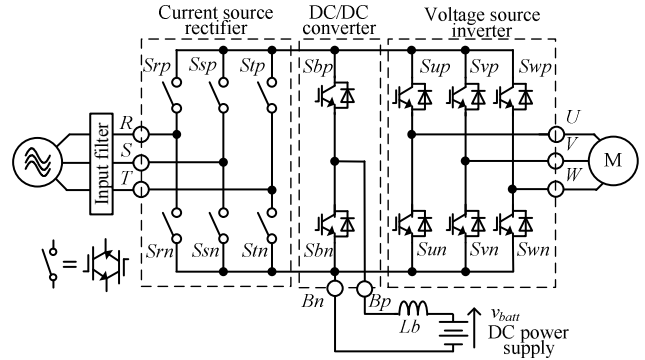 Current source
rectifier
DC/DC
converter
Voltage source
inverter
Srp Ssp Stp Sbp Sup Svp Swp
Input filter
R
S
T
U
V
W
M
Srn Ssn Stn Sbn Sun Svn Swn
=
Bn Bp
Lb
vbatt
DC power
supply